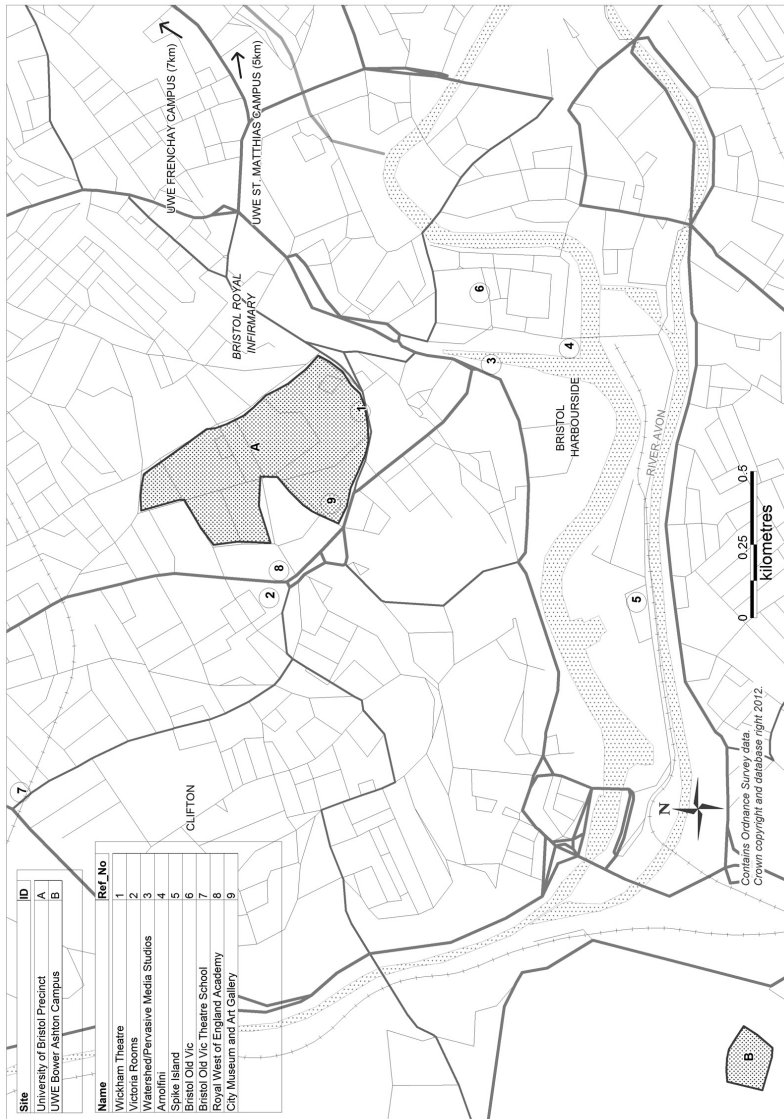 Site ID
University of Bristol Precinct A
UWE Bower Ashton Campus B
Name Ref_No
Wickham Theatre 1
Victoria Rooms 2
Watershed/Pervasive Media Studios 3
Arnolfini 4
Spike Island 5
Bristol Old Vic 6
Bristol Old Vic Theatre School 7
Royal West of England Academy 8
City Museum and Art Gallery 9
UWE FRENCHAY CAMPUS (7km)
UWE ST. MATTHIAS CAMPUS (5km)
BRISTOL ROYAL
INFIRMARY
CLIFTON
BRISTOL
HARBOURSIDE
RIVER AVON
7
2
8
9
A
1
3
6
4
5
B
N
0 0.25 0.5
kilometres
Contains Ordnance Survey data.
Crown copyright and database right 2012.